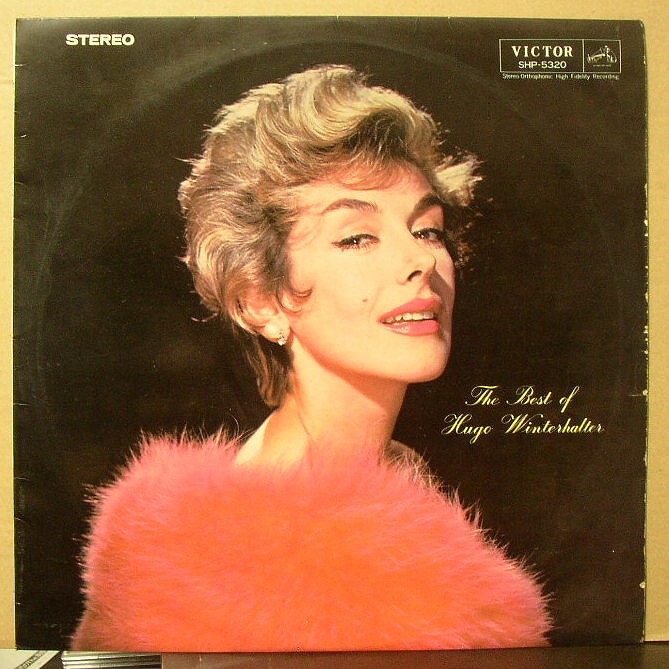 STEREO
VICTOR
SHP-5320
Stereo-Orthophonic High Fidelity Recording
The Best of
Hugo Winterhalter